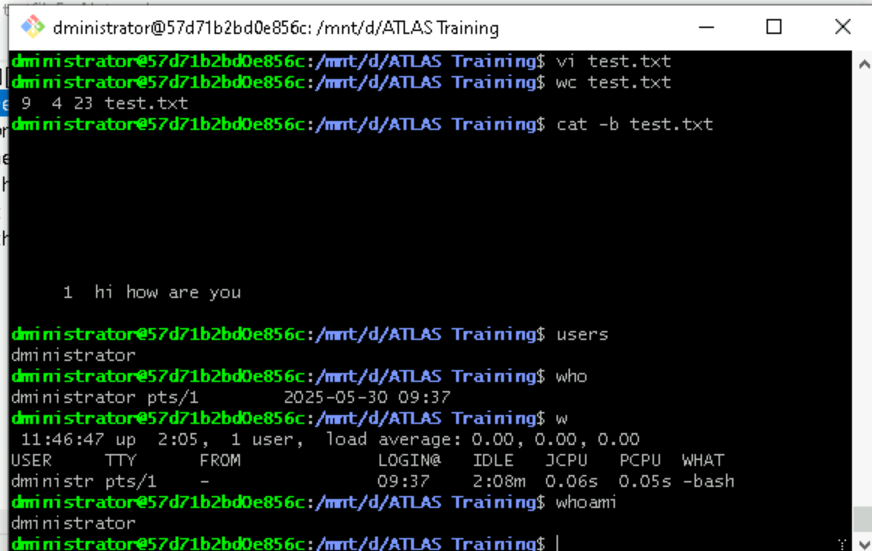 dministrator@57d71b2bd0e856c: /mnt/d/ATLAS Training
dministrator@57d71b2bd0e856c:/mnt/d/ATLAS Training$ vi test.txt
dministrator@57d71b2bd0e856c:/mnt/d/ATLAS Training$ wc test.txt
 9  4 23 test.txt
dministrator@57d71b2bd0e856c:/mnt/d/ATLAS Training$ cat -b test.txt
     1  hi how are you
dministrator@57d71b2bd0e856c:/mnt/d/ATLAS Training$ users
dministrator
dministrator@57d71b2bd0e856c:/mnt/d/ATLAS Training$ who
dministrator pts/1        2025-05-30 09:37
dministrator@57d71b2bd0e856c:/mnt/d/ATLAS Training$ w
 11:46:47 up  2:05,  1 user,  load average: 0.00, 0.00, 0.00
USER     TTY      FROM             LOGIN@   IDLE   JCPU   PCPU  WHAT
dministr pts/1    -                09:37    2:08m  0.06s  0.05s -bash
dministrator@57d71b2bd0e856c:/mnt/d/ATLAS Training$ whoami
dministrator
dministrator@57d71b2bd0e856c:/mnt/d/ATLAS Training$